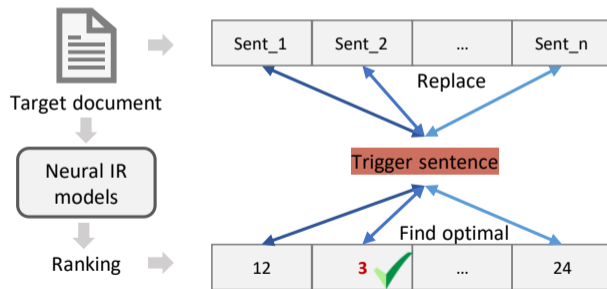 Sent_1 Sent_2 ... Sent_n
Replace
Target document
Trigger sentence
Neural IR
models
Find optimal
Ranking
12 3 ... 24